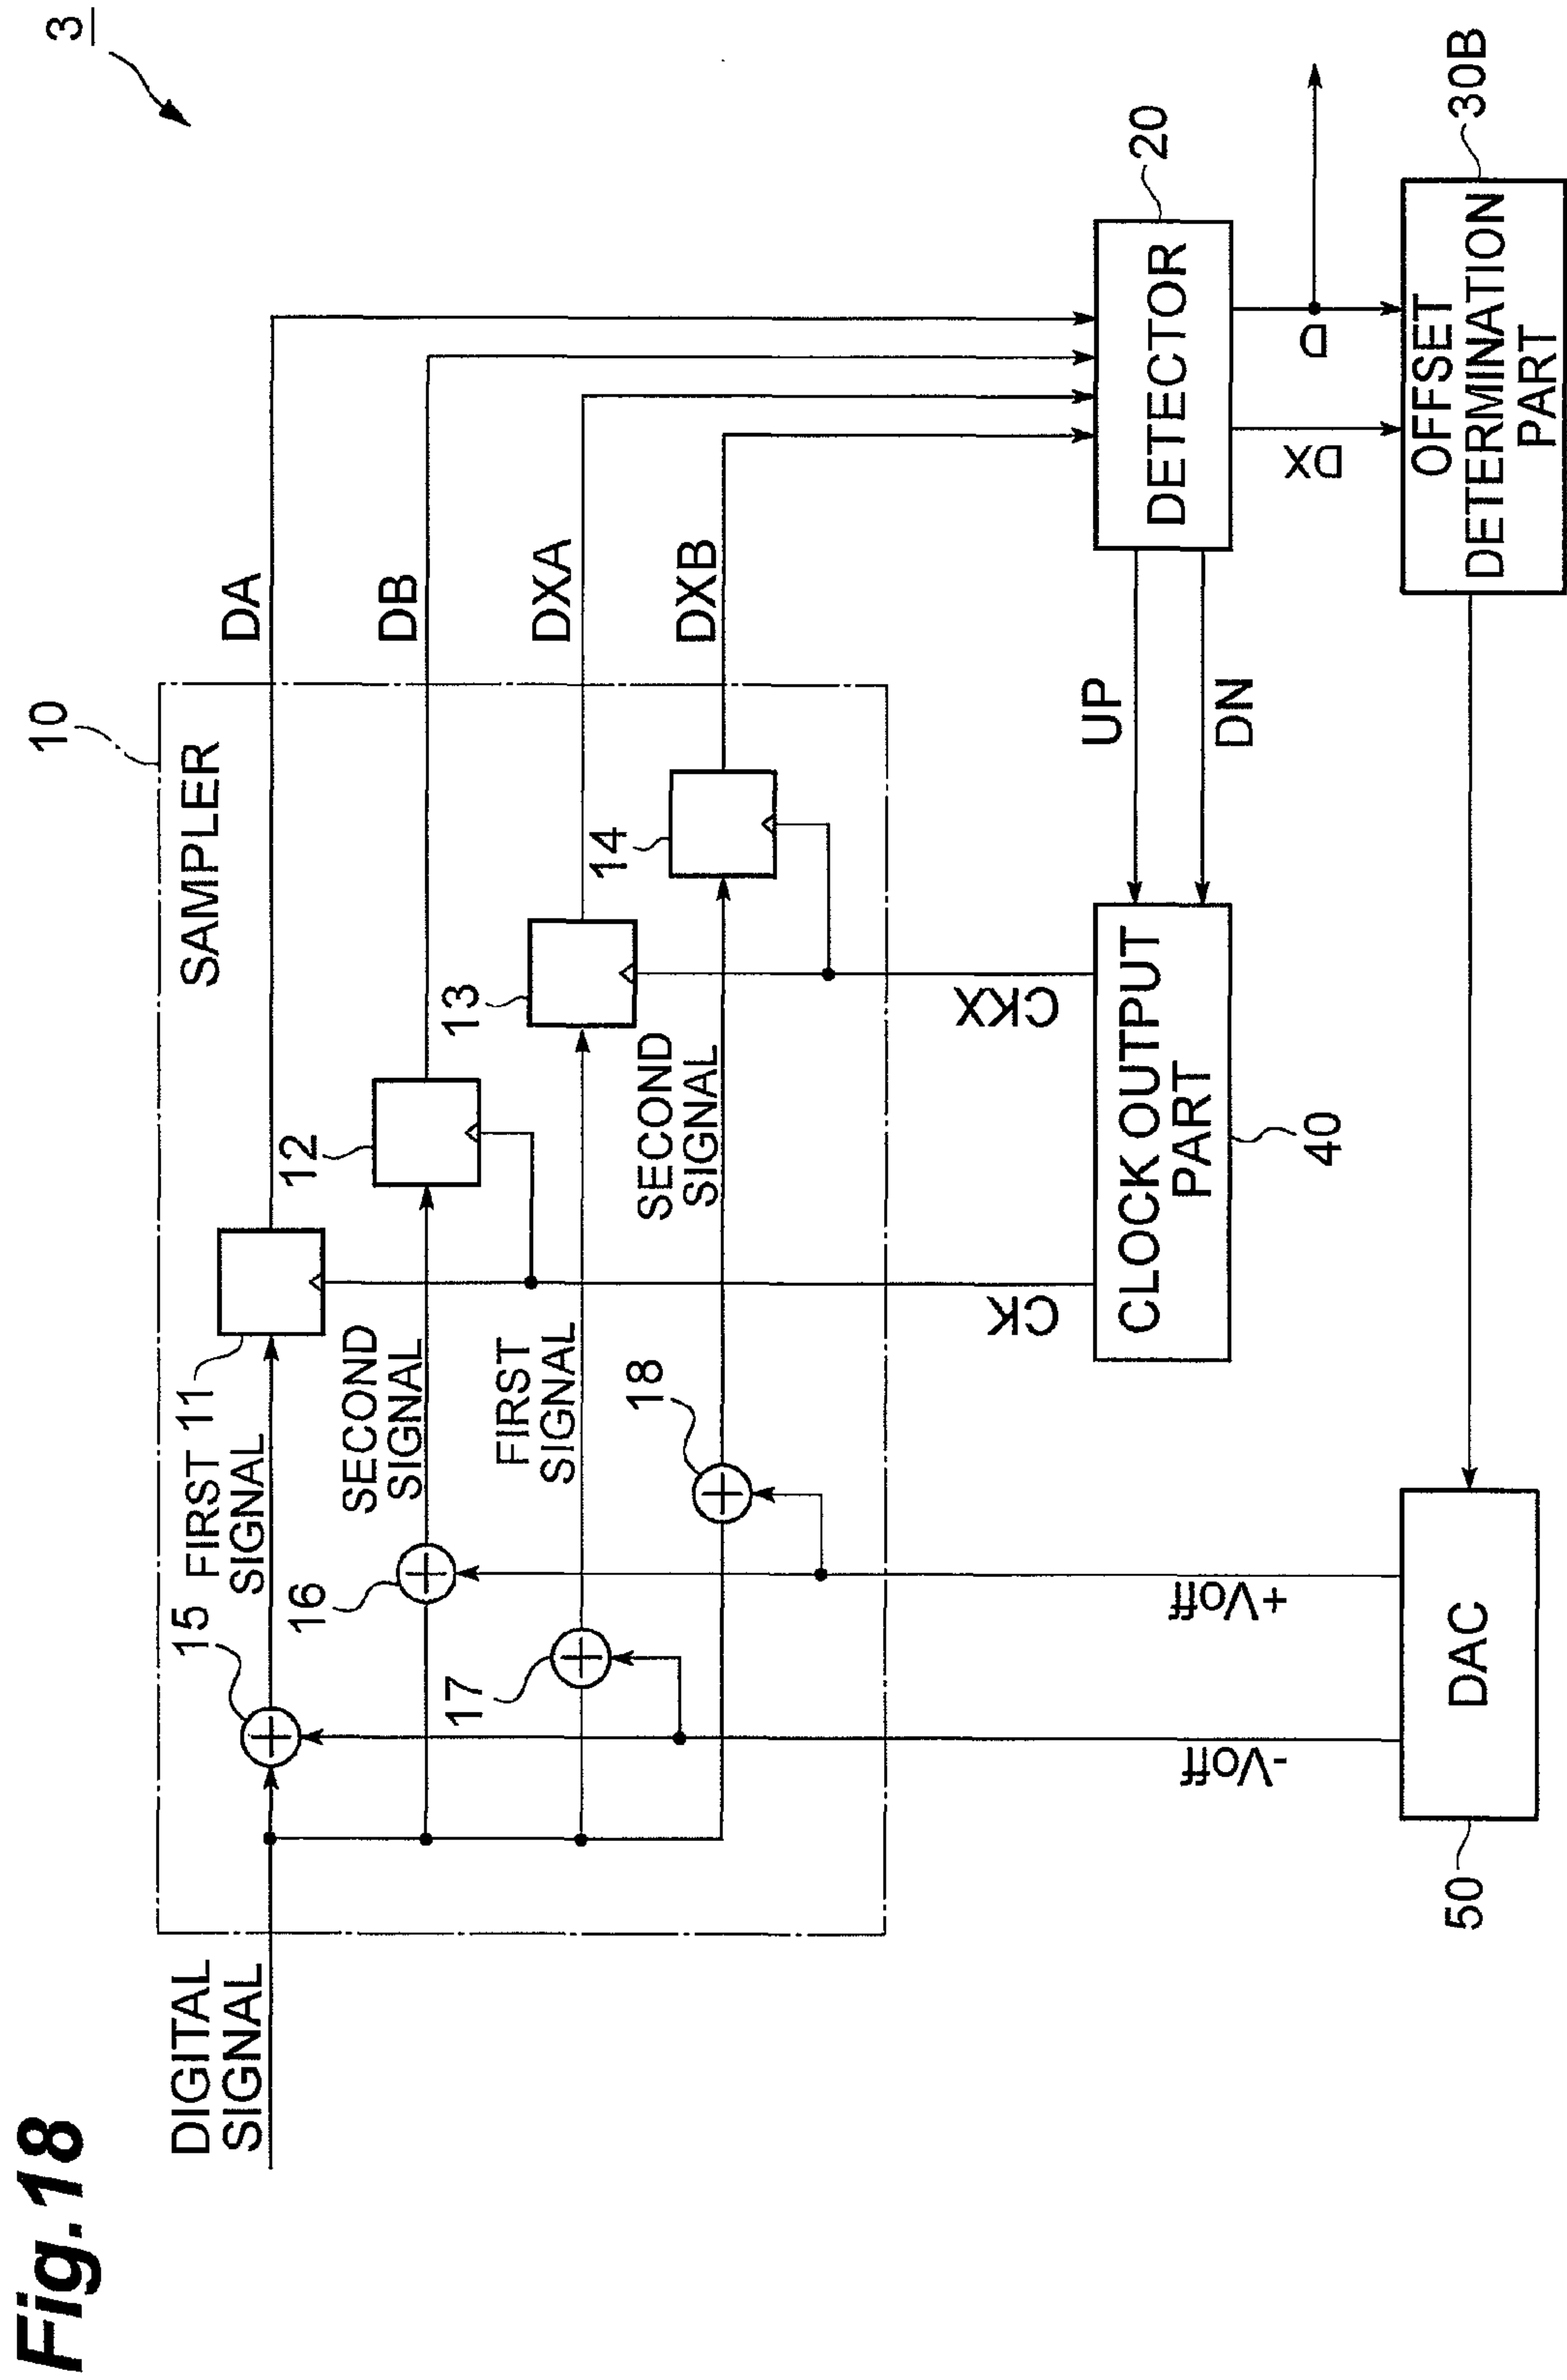 Fig.18
3
10
SAMPLER
DIGITAL
SIGNAL
15
FIRST
SIGNAL
11
DA
16
SECOND
SIGNAL
12
DB
17
FIRST
SIGNAL
13
DXA
18
SECOND
SIGNAL
14
DXB
-Voff
+Voff
CK
CKX
CLOCK OUTPUT
PART
40
UP
DN
DETECTOR
20
DX
D
DAC
50
OFFSET
DETERMINATION
PART
30B